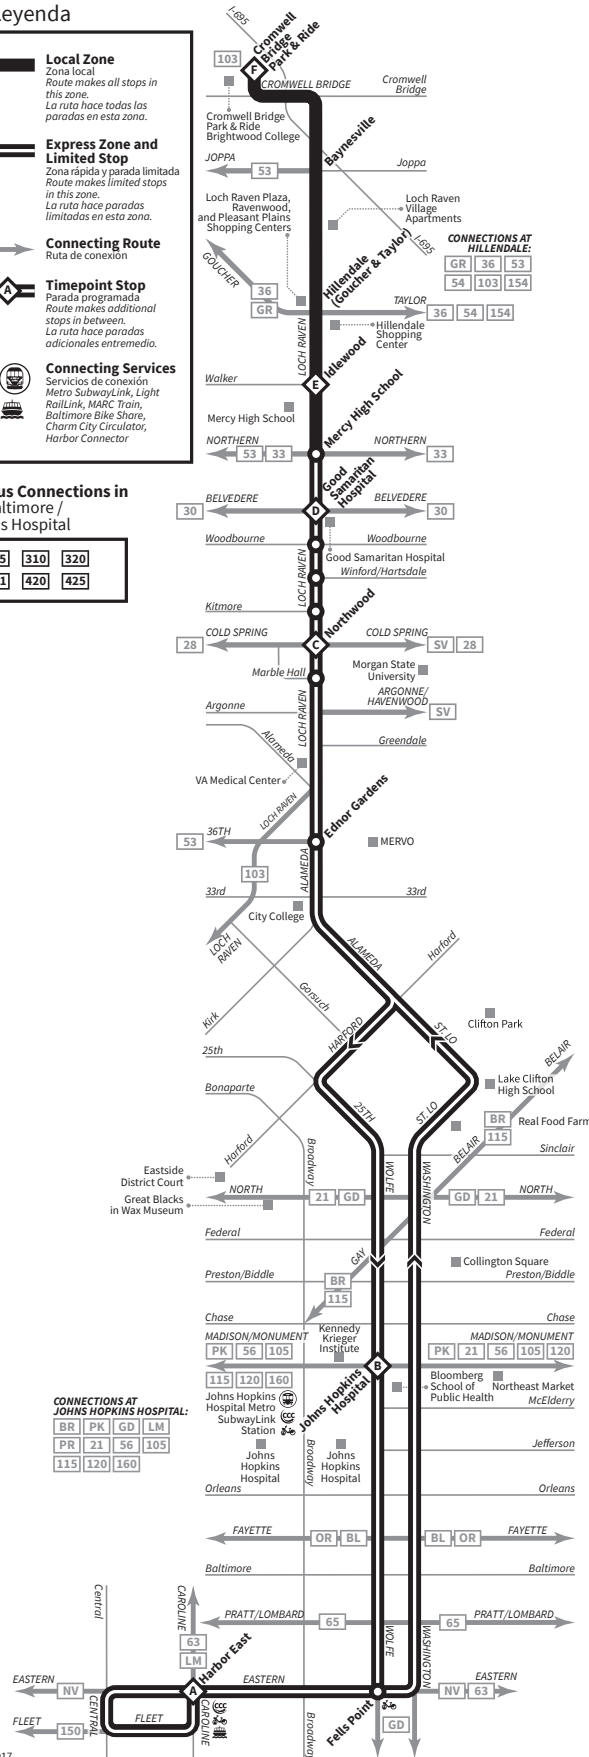 eyenda
Local Zone
Zona local
Route makes all stops in
this zone.
La ruta hace todas las
paradas en esta zona.
Express Zone and
Limited Stop
Zona rápida y parada limitada
Route makes limited stops
in this zone.
La ruta hace paradas
limitadas en esta zona.
Connecting Route
Ruta de conexión
A
Timepoint Stop
Parada programada
Route makes additional
stops in between.
La ruta hace paradas
adicionales entremedio.
Connecting Services
Servicios de conexión
Metro SubwayLink, Light
RailLink, MARC Train,
Baltimore Bike Share,
Charm City Circulator,
Harbor Connector
us Connections in
altimore /
s Hospital
5 310 320
1 420 425
I-695
103
F
Cromwell
Bridge
Park & Ride
CROMWELL BRIDGE
Cromwell
Bridge
Cromwell Bridge
Park & Ride
Brightwood College
Baynesville
JOPPA
53
Joppa
Loch Raven Plaza,
Ravenwood,
and Pleasant Plains
Shopping Centers
Loch Raven
Village
Apartments
I-695
CONNECTIONS AT
HILLENDALE:
GR 36 53
54 103 154
GOUCHER
36
GR
Hillendale
(Goucher & Taylor)
TAYLOR
36 54 154
Hillendale
Shopping
Center
LOCH RAVEN
Walker
E
Idlewood
Mercy High School
Mercy High School
NORTHERN
53 33
NORTHERN
33
Good
Samaritan
Hospital
30
BELVEDERE
D
BELVEDERE
30
Woodbourne
Woodbourne
Good Samaritan Hospital
LOCH RAVEN
Winford/Hartsdale
Kitmore
Northwood
28
COLD SPRING
C
COLD SPRING
SV 28
Marble Hall
Morgan State
University
Argonne
ARGONNE/
HAVENWOOD
SV
LOCH RAVEN
Alameda
Greendale
VA Medical Center
LOCH RAVEN
Ednor Gardens
53
36TH
MERVO
103
ALAMEDA
33rd
33rd
City College
LOCH
RAVEN
ALAMEDA
Harford
Gorsuch
Kirk
HARFORD
ST. LO
Clifton Park
25th
BELAIR
Bonaparte
Lake Clifton
High School
25TH
ST. LO
BR
115
Real Food Farm
Harford
Broadway
BELAIR
Sinclair
WOLFE
WASHINGTON
Eastside
District Court
NORTH
21 GD
GD 21
NORTH
Great Blacks
in Wax Museum
Federal
Federal
GAY
Collington Square
Preston/Biddle
BR
115
Preston/Biddle
Chase
Chase
Kennedy
Krieger
Institute
MADISON/MONUMENT
PK 56 105
MADISON/MONUMENT
PK 21 56 105 120
B
115 120 160
Johns Hopkins
Hospital
Johns Hopkins
Hospital Metro
SubwayLink
Station
CCC
Bloomberg
School of
Public Health
Northeast Market
McElderry
CONNECTIONS AT
JOHNS HOPKINS HOSPITAL:
BR PK GD LM
PR 21 56 105
115 120 160
Johns
Hopkins
Hospital
Broadway
Johns
Hopkins
Hospital
Jefferson
Orleans
Orleans
FAYETTE
OR BL
BL OR
FAYETTE
Baltimore
Baltimore
Central
CAROLINE
PRATT/LOMBARD
65
65
PRATT/LOMBARD
63
LM
WOLFE
WASHINGTON
Harbor East
EASTERN
NV
A
EASTERN
NV 63
EASTERN
CENTRAL
FLEET
CAROLINE
CCC
Broadway
Fells Point
GD
FLEET
150
017